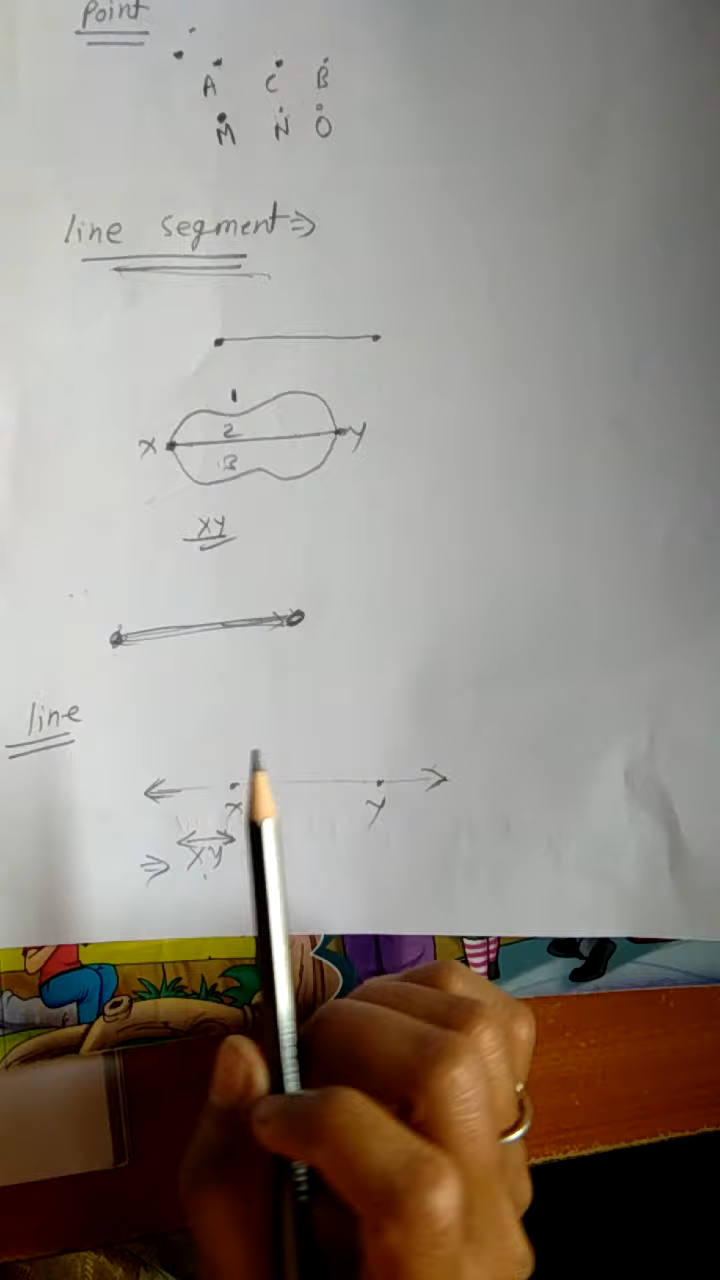 Point
A C B
M N O
line segment ⇒
1
X 2 Y
3
XY
line
X Y
⇒ XY